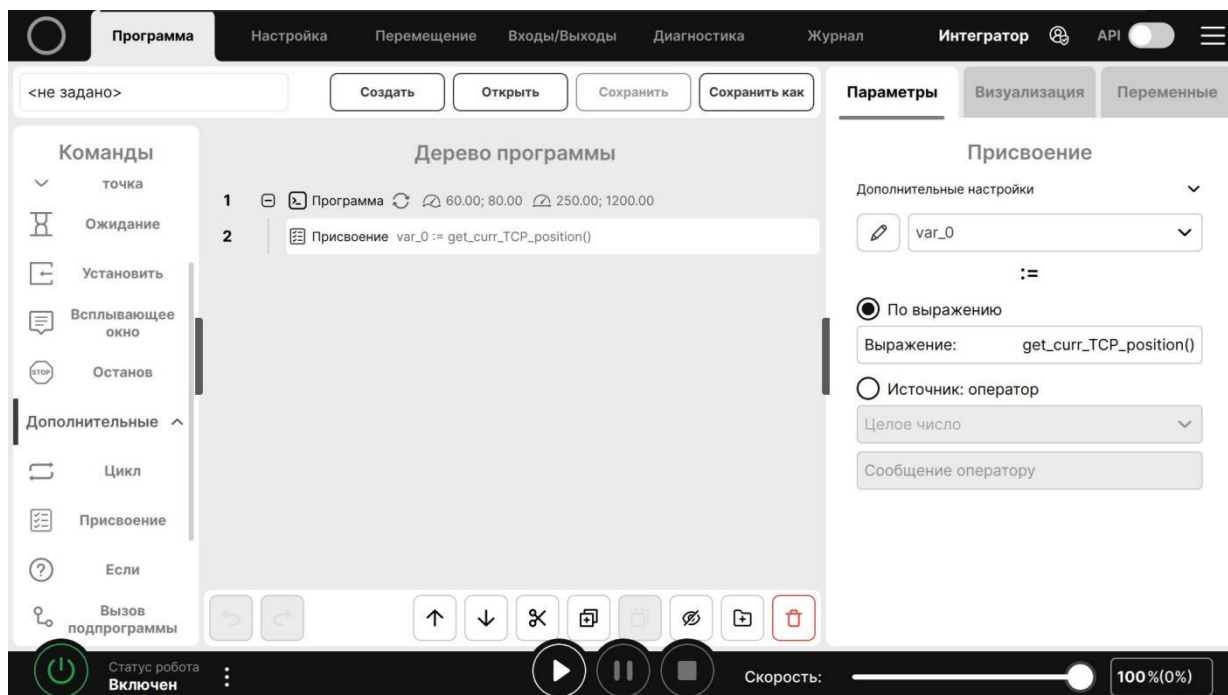 Программа
Настройка
Перемещение
Входы/Выходы
Диагностика
Журнал
Интегратор
API
<не задано>
Создать
Открыть
Сохранить
Сохранить как
Параметры
Визуализация
Переменные
Команды
точка
Ожидание
Установить
Всплывающее
окно
STOP
Останов
Дополнительные
Цикл
Присвоение
Если
Вызов
подпрограммы
Дерево программы
1 Программа 60.00; 80.00 250.00; 1200.00
2 Присвоение var_0 := get_curr_TCP_position()
Присвоение
Дополнительные настройки
var_0
:=
По выражению
Выражение: get_curr_TCP_position()
Источник: оператор
Целое число
Сообщение оператору
Статус робота
Включен
Скорость:
100%(0%)